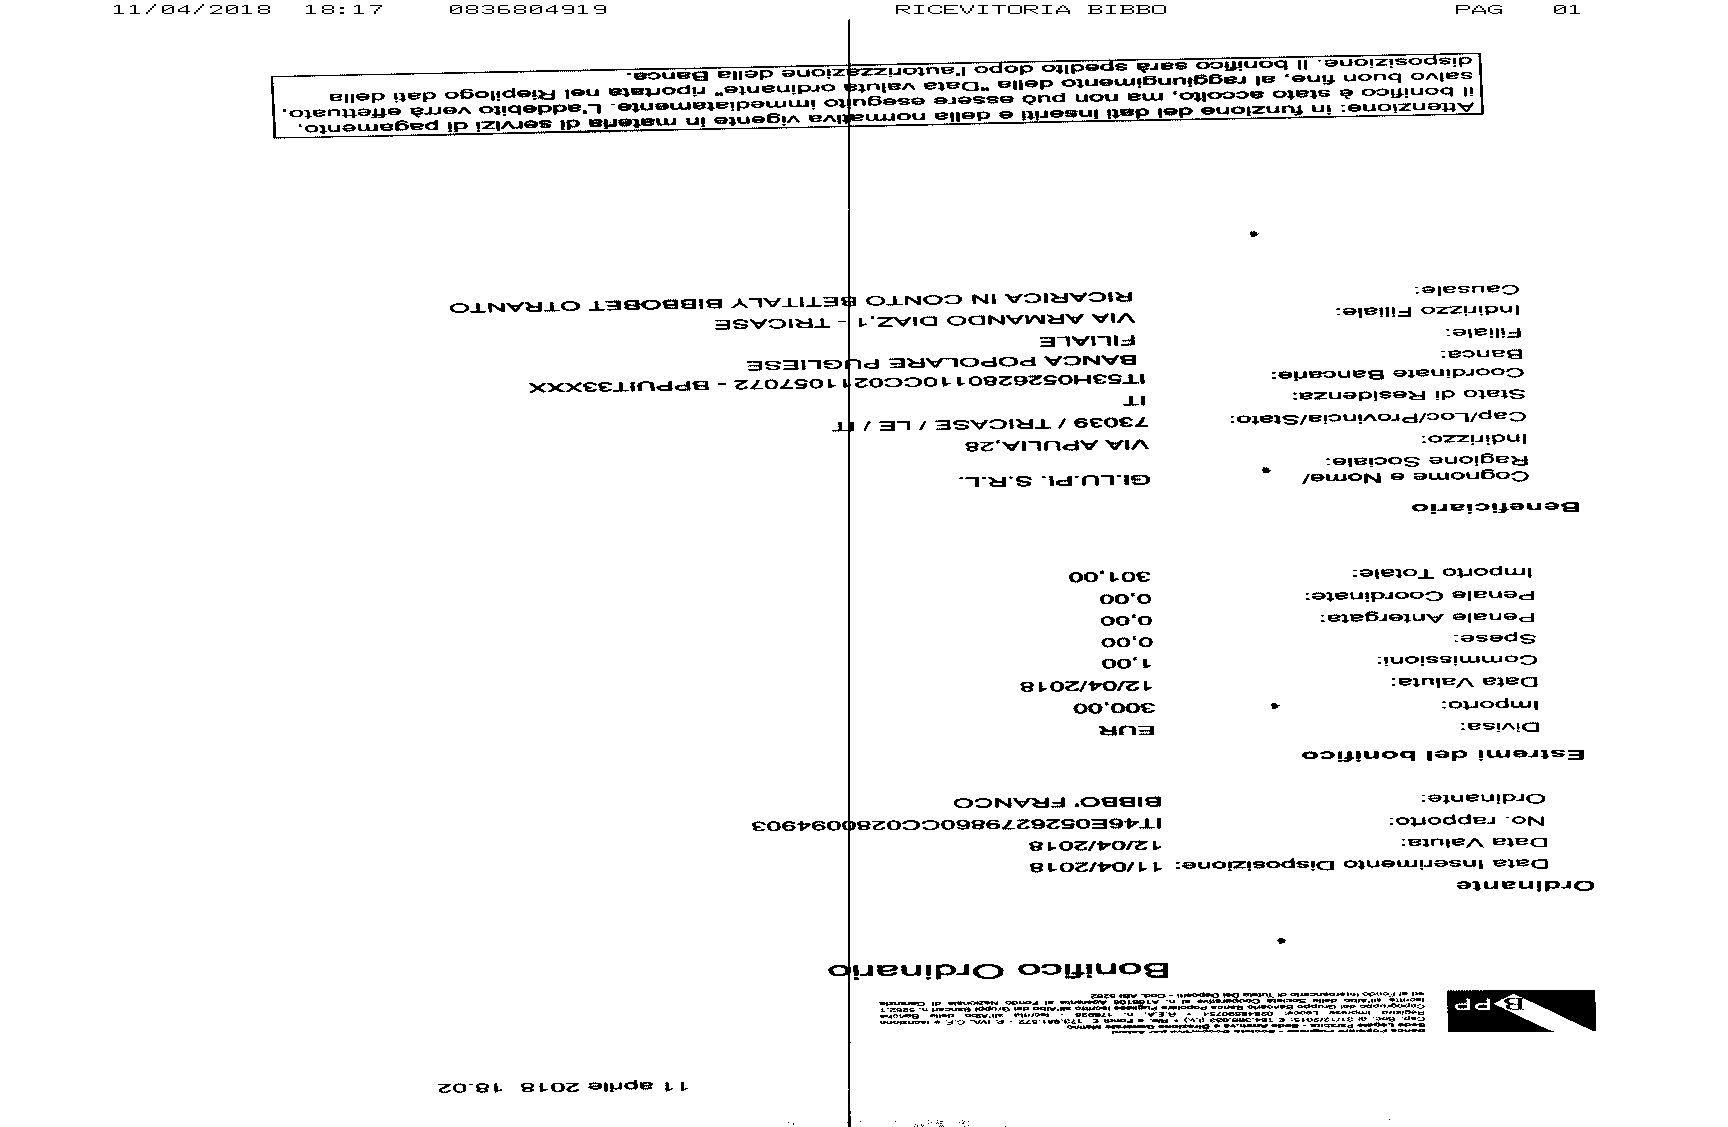 11/04/2018 18:17 0836804919 RICEVITORIA BIBBO PAG 01
11 aprile 2018 18.02
BPP
Bonifico Ordinario
Ordinante
Data Inserimento Disposizione: 11/04/2018
Data Valuta: 12/04/2018
No. rapporto: IT46E0526279860CC0280094903
Ordinante: BIBBO' FRANCO
Estremi del bonifico
Divisa: EUR
Importo: 300,00
Data Valuta: 12/04/2018
Commissioni: 1,00
Spese: 0,00
Penale Antergata: 0,00
Penale Coordinate: 0,00
Importo Totale: 301,00
Beneficiario
Cognome e Nome/ GI.LU.PI. S.R.L.
Ragione Sociale:
Indirizzo: VIA APULIA,28
Cap/Loc/Provincia/Stato: 73039 / TRICASE / LE / IT
Stato di Residenza: IT
Coordinate Bancarie: IT53H0526280110CC0211057072 - BPPUIT33XXX
Banca: BANCA POPOLARE PUGLIESE
Filiale: FILIALE
Indirizzo Filiale: VIA ARMANDO DIAZ,1 - TRICASE
Causale: RICARICA IN CONTO BETITALY BIBBOBET OTRANTO
Attenzione: in funzione dei dati inseriti e della normativa vigente in materia di servizi di pagamento,
il bonifico è stato accolto, ma non può essere eseguito immediatamente. L'addebito verrà effettuato,
salvo buon fine, al raggiungimento della "Data valuta ordinante" riportata nel Riepilogo dati della
disposizione. Il bonifico sarà spedito dopo l'autorizzazione della Banca.